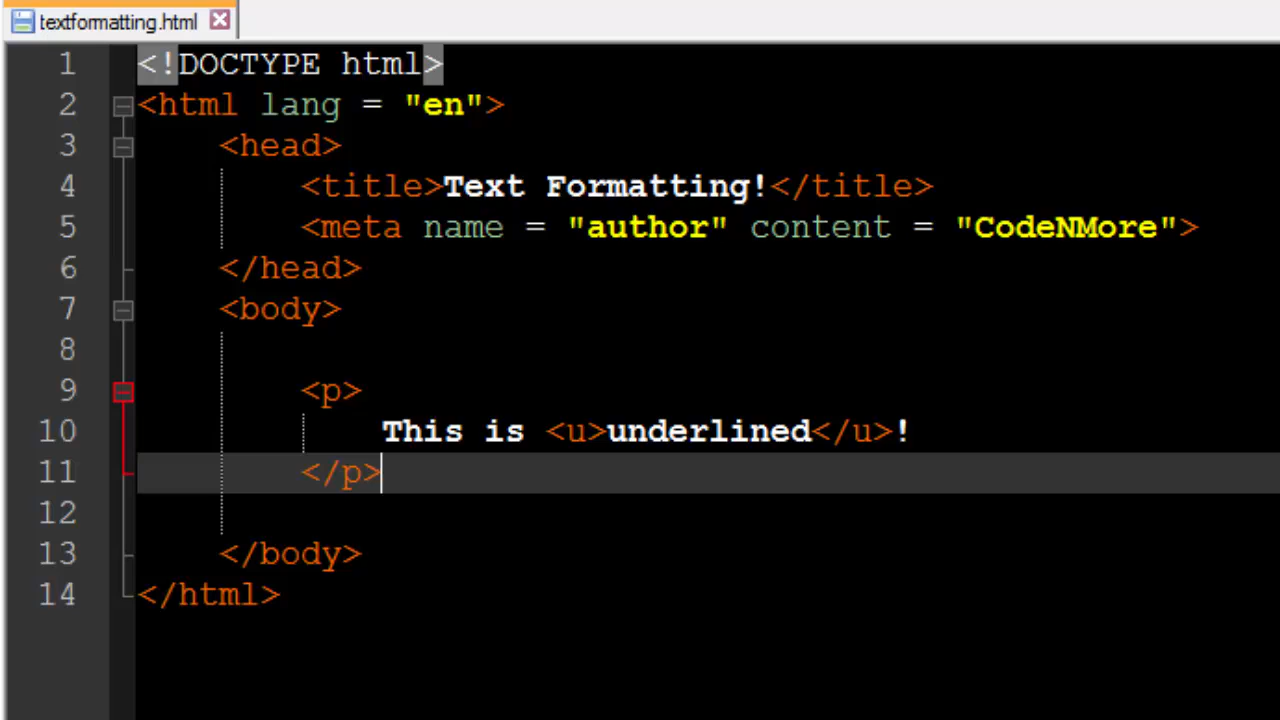 textformatting.html
1 <!DOCTYPE html>
2 <html lang = "en">
3 <head>
4 <title>Text Formatting!</title>
5 <meta name = "author" content = "CodeNMore">
6 </head>
7 <body>
8
9 <p>
10 This is <u>underlined</u>!
11 </p>
12
13 </body>
14 </html>